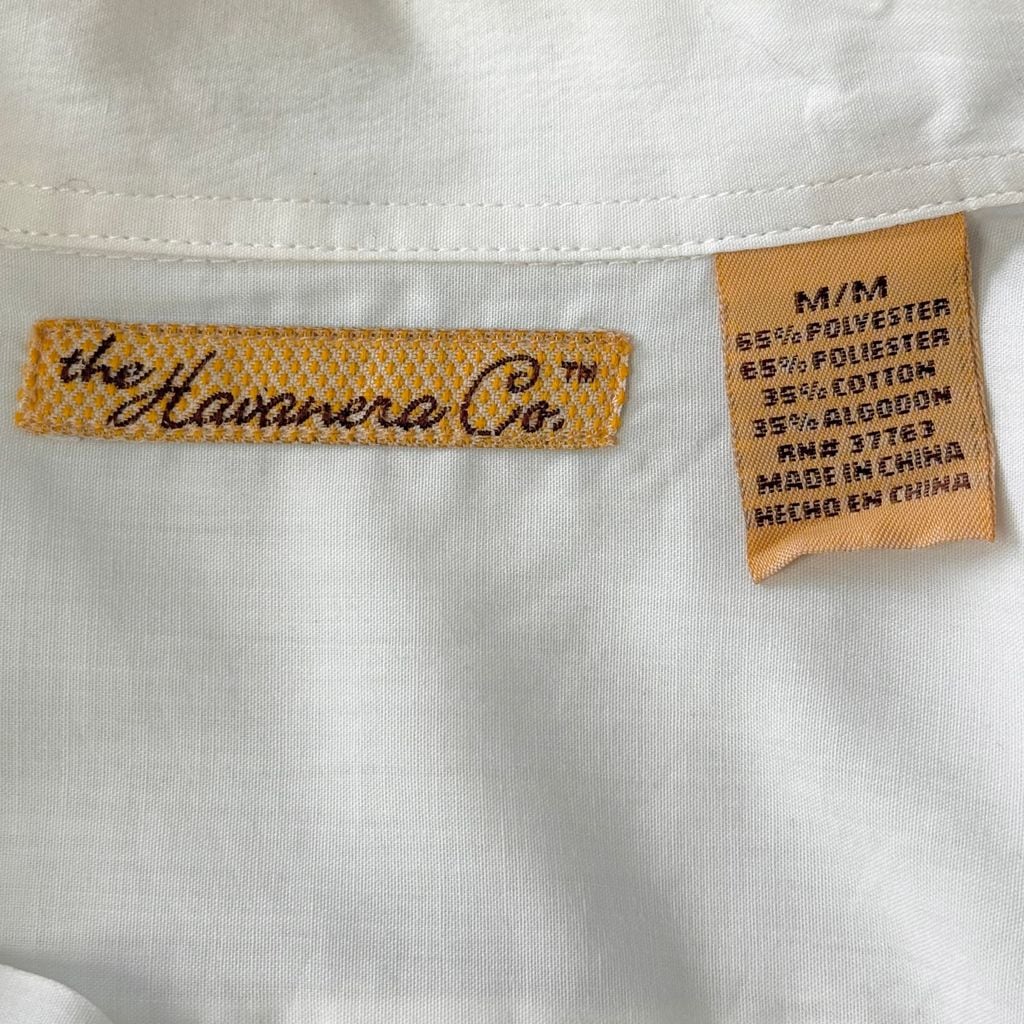 the Havanera Co.™
M/M
65% POLYESTER
65% POLIESTER
35% COTTON
35% ALGODON
RN# 37763
MADE IN CHINA
HECHO EN CHINA